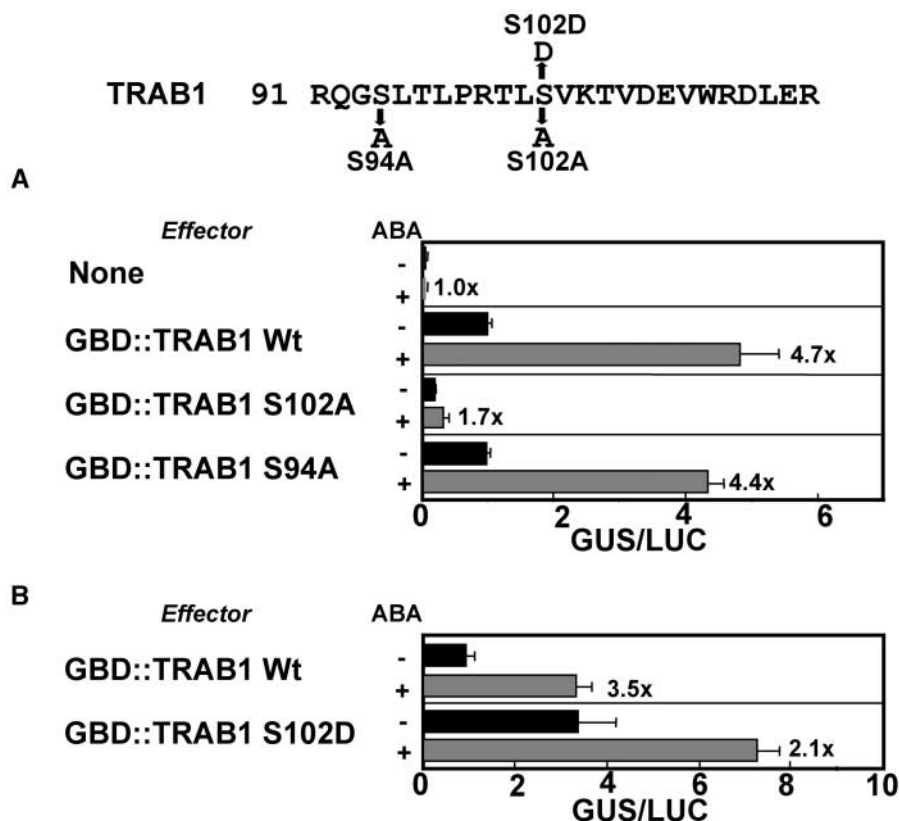 S102D
D
TRAB1 91 RQGSLTLPRTLSVKTVDEVWRDLER
A A
S94A S102A
A
Effector ABA
None -
+ 1.0x
GBD::TRAB1 Wt -
+ 4.7x
GBD::TRAB1 S102A -
+ 1.7x
GBD::TRAB1 S94A -
+ 4.4x
0 2 4 6
GUS/LUC
B
Effector ABA
GBD::TRAB1 Wt -
+ 3.5x
GBD::TRAB1 S102D -
+ 2.1x
0 2 4 6 8 10
GUS/LUC